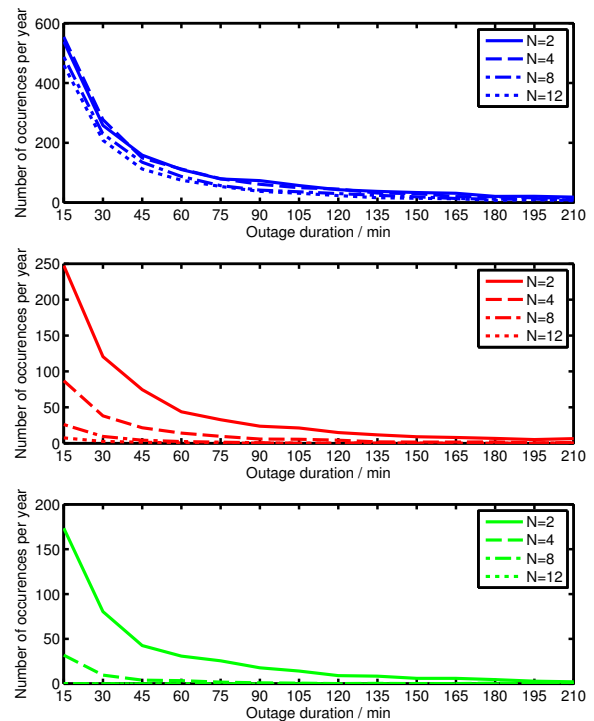 Number of occurences per year
600
400
200
0
N=2
N=4
N=8
N=12
15 30 45 60 75 90 105 120 135 150 165 180 195 210
Outage duration / min
Number of occurences per year
250
200
150
100
50
0
N=2
N=4
N=8
N=12
15 30 45 60 75 90 105 120 135 150 165 180 195 210
Outage duration / min
Number of occurences per year
200
150
100
50
0
N=2
N=4
N=8
N=12
15 30 45 60 75 90 105 120 135 150 165 180 195 210
Outage duration / min